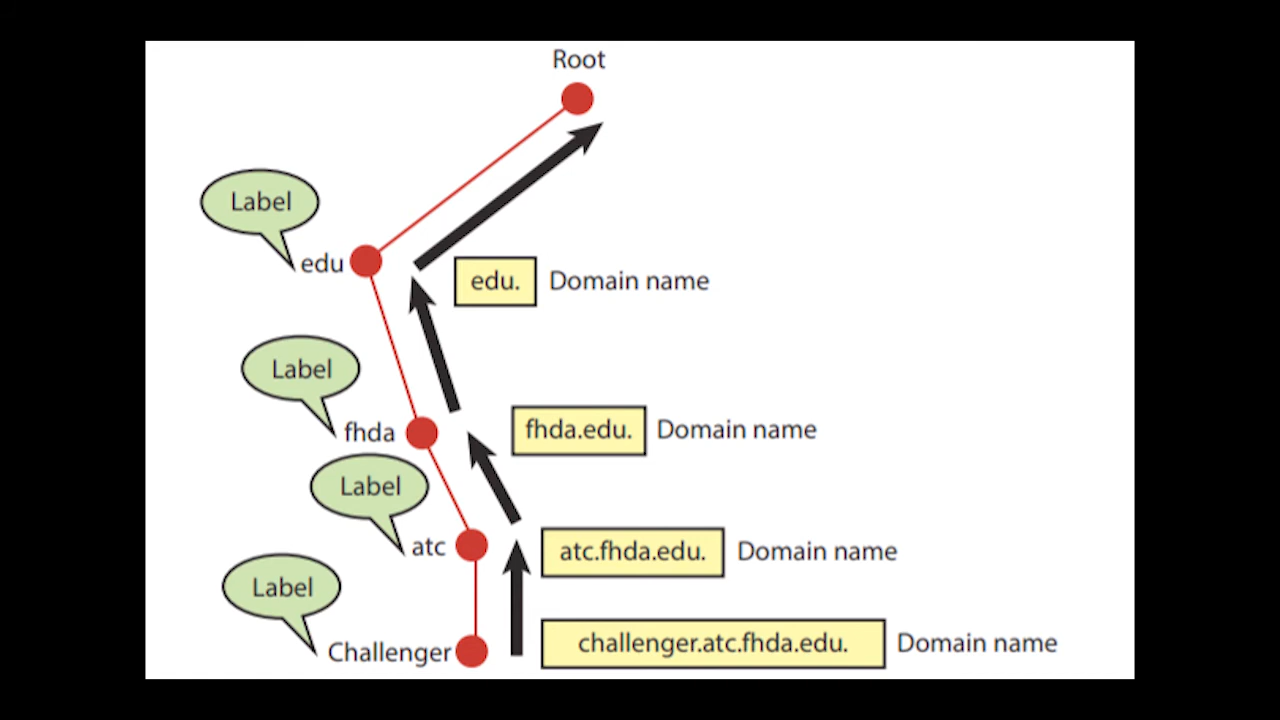 Root
Label
edu
edu. Domain name
Label
fhda
fhda.edu. Domain name
Label
atc
atc.fhda.edu. Domain name
Label
Challenger
challenger.atc.fhda.edu. Domain name